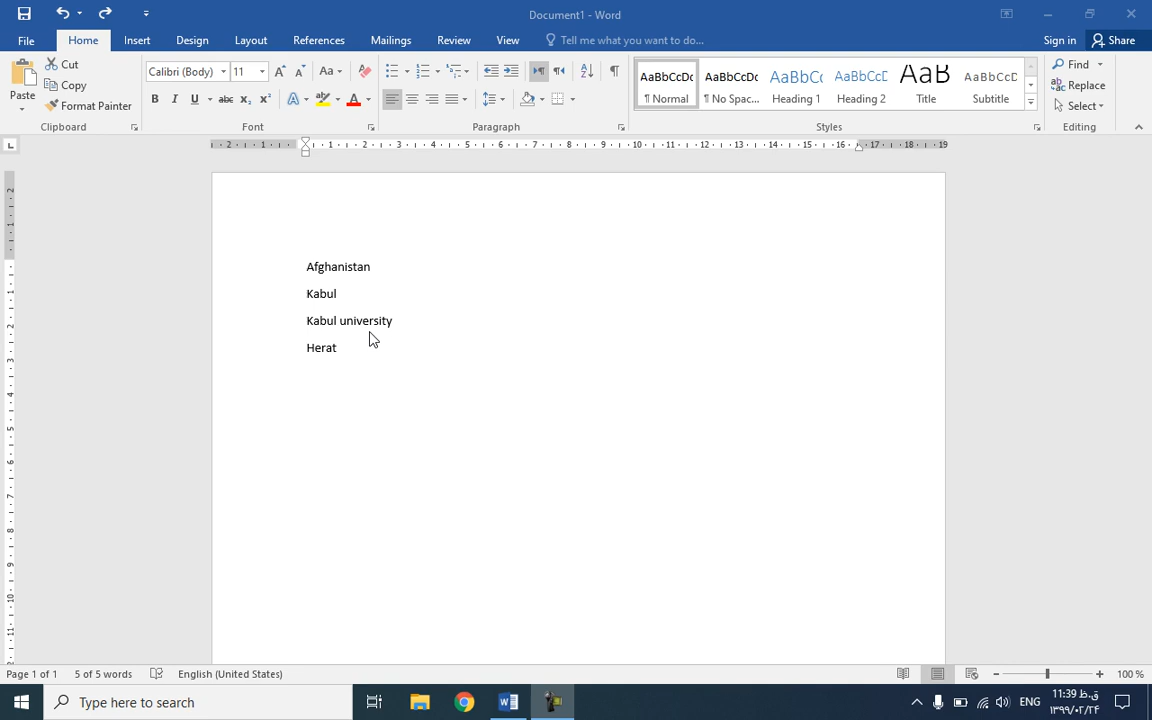 Document1 - Word
File Home Insert Design Layout References Mailings Review View Tell me what you want to do... Sign in Share
Paste Cut Copy Format Painter
Calibri (Body) 11
AaBbCcDc AaBbCcDc AaBbCc AaBbCcD AaB AaBbCcD
¶ Normal ¶ No Spac... Heading 1 Heading 2 Title Subtitle
Find Replace Select
Clipboard Font Paragraph Styles Editing
Afghanistan
Kabul
Kabul university
Herat
Page 1 of 1 5 of 5 words English (United States) 100 %
Type here to search ENG 11:39 ق.ظ
۱۳۹۹/۰۲/۲۴